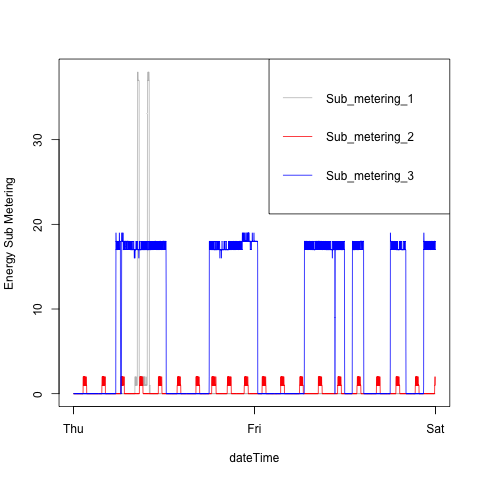 Sub_metering_1
Sub_metering_2
Sub_metering_3
Energy Sub Metering
30
20
10
0
Thu Fri Sat
dateTime